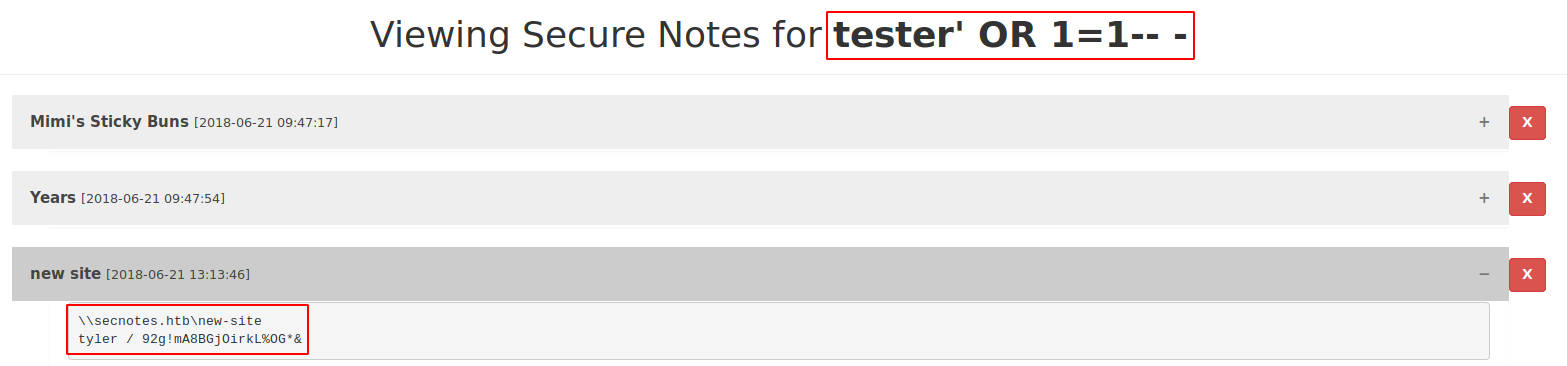 Viewing Secure Notes for tester' OR 1=1-- -
Mimi's Sticky Buns [2018-06-21 09:47:17] + X
Years [2018-06-21 09:47:54] + X
new site [2018-06-21 13:13:46] − X
\\secnotes.htb\new-site
tyler / 92g!mA8BGjOirkL%OG*&